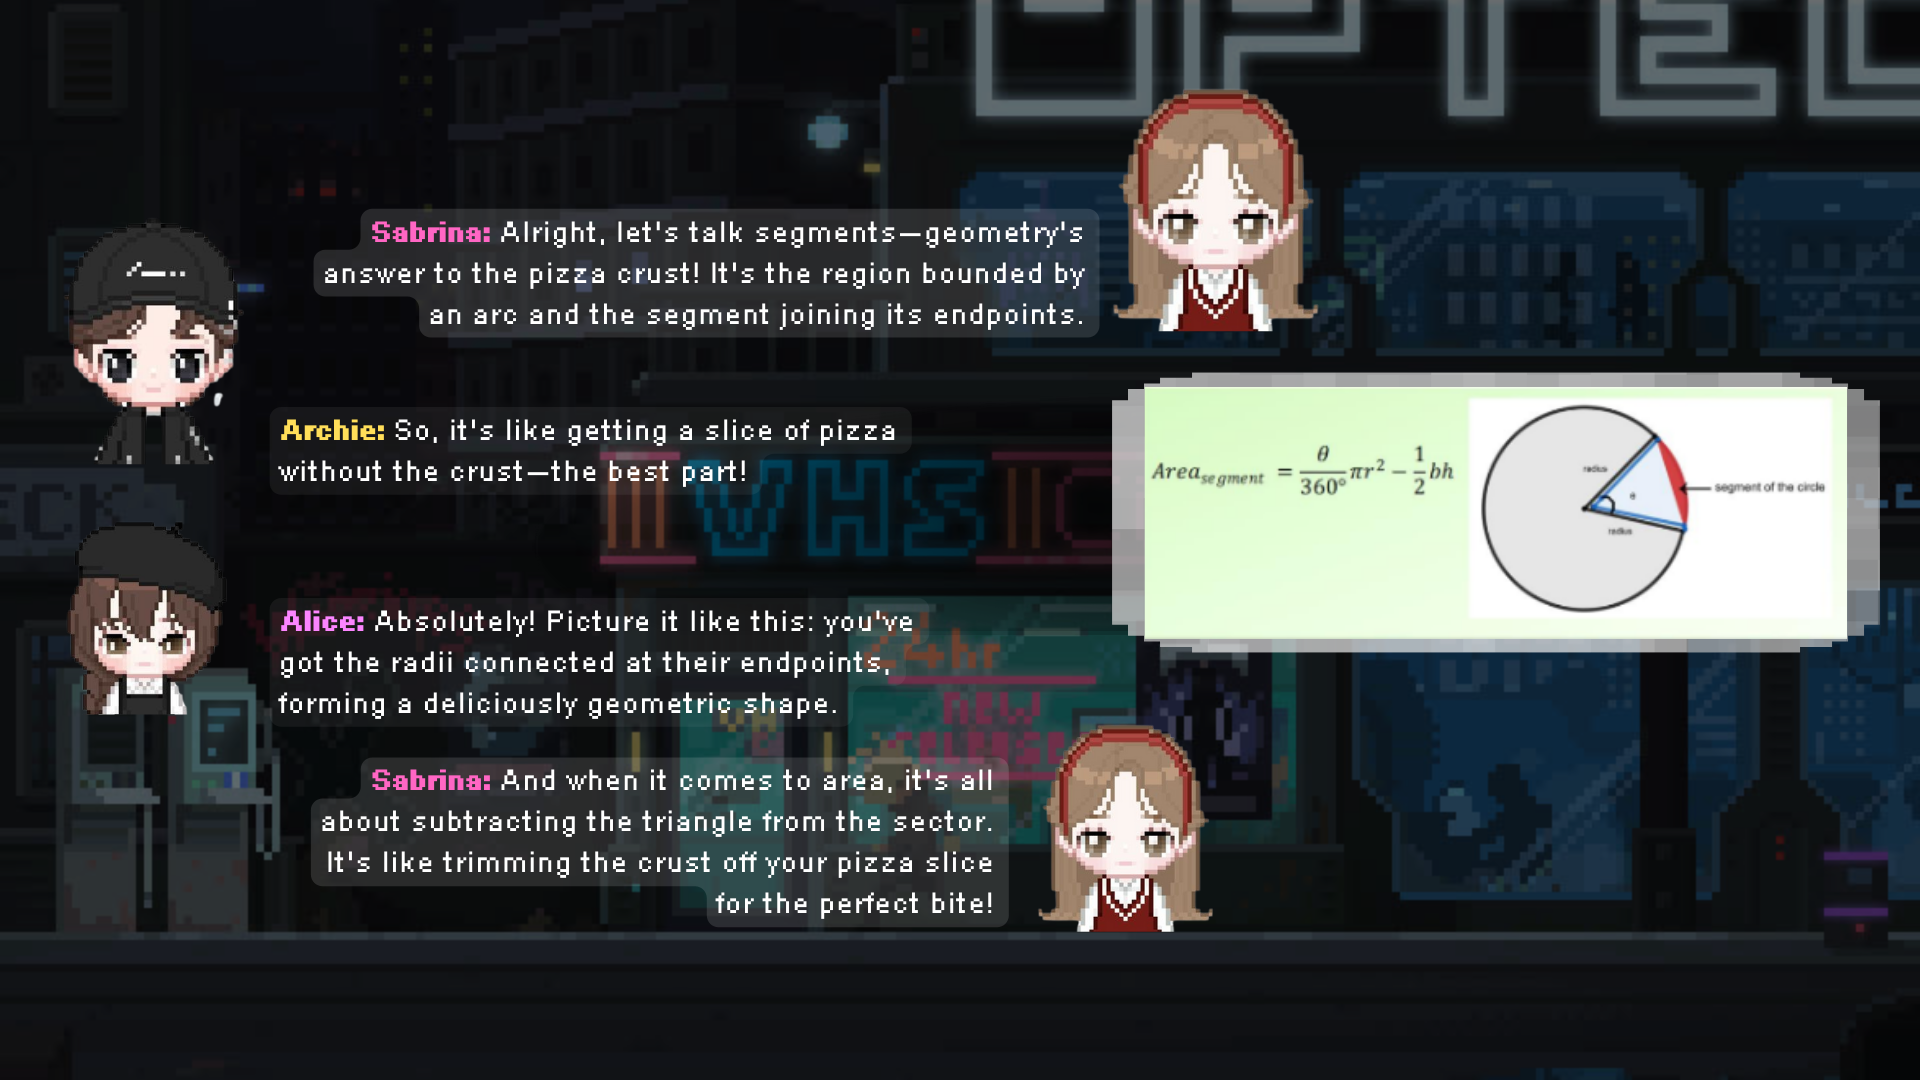 Sabrina: Alright, let's talk segments—geometry's
answer to the pizza crust! It's the region bounded by
an arc and the segment joining its endpoints.
Archie: So, it's like getting a slice of pizza
without the crust—the best part!
Area_segment = θ/360° πr² − 1/2 bh
radius
θ
segment of the circle
radius
VHS
Alice: Absolutely! Picture it like this: you've
got the radii connected at their endpoints,
forming a deliciously geometric shape.
24hr
new
release
Sabrina: And when it comes to area, it's all
about subtracting the triangle from the sector.
It's like trimming the crust off your pizza slice
for the perfect bite!